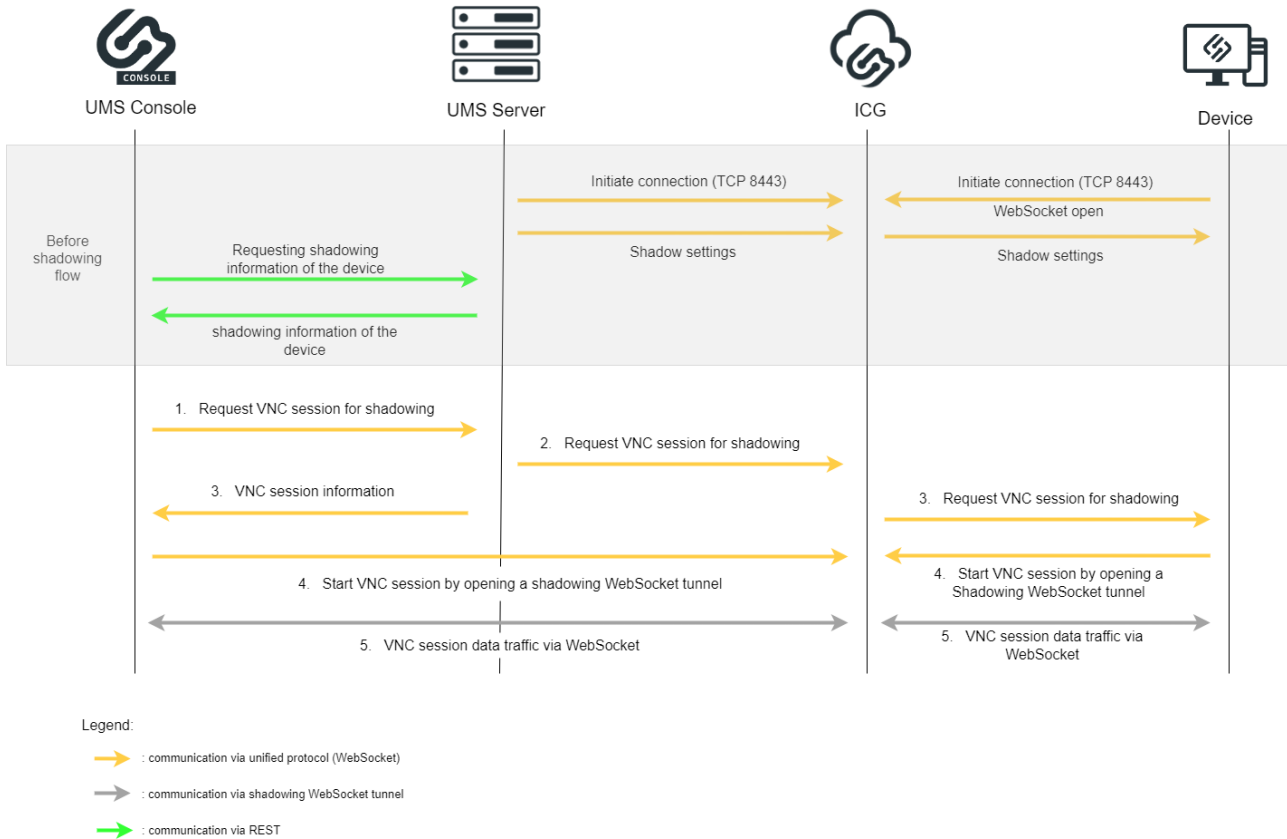 CONSOLE
UMS Console
UMS Server
ICG
Device
Before
shadowing
flow
Initiate connection (TCP 8443)
Initiate connection (TCP 8443)
WebSocket open
Shadow settings
Shadow settings
Requesting shadowing
information of the device
shadowing information of the
device
1. Request VNC session for shadowing
2. Request VNC session for shadowing
3. VNC session information
3. Request VNC session for shadowing
4. Start VNC session by opening a shadowing WebSocket tunnel
4. Start VNC session by opening a
Shadowing WebSocket tunnel
5. VNC session data traffic via WebSocket
5. VNC session data traffic via
WebSocket
Legend:
: communication via unified protocol (WebSocket)
: communication via shadowing WebSocket tunnel
: communication via REST